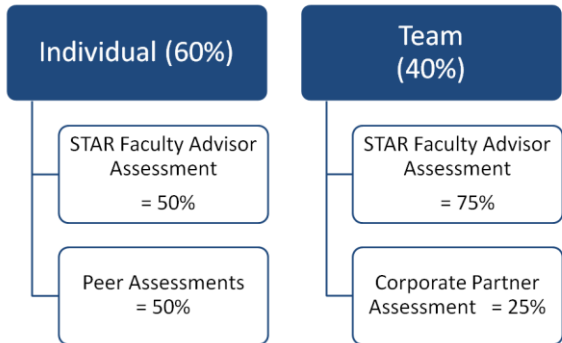 Individual (60%)
STAR Faculty Advisor
Assessment
= 50%
Peer Assessments
= 50%
Team
(40%)
STAR Faculty Advisor
Assessment
= 75%
Corporate Partner
Assessment = 25%